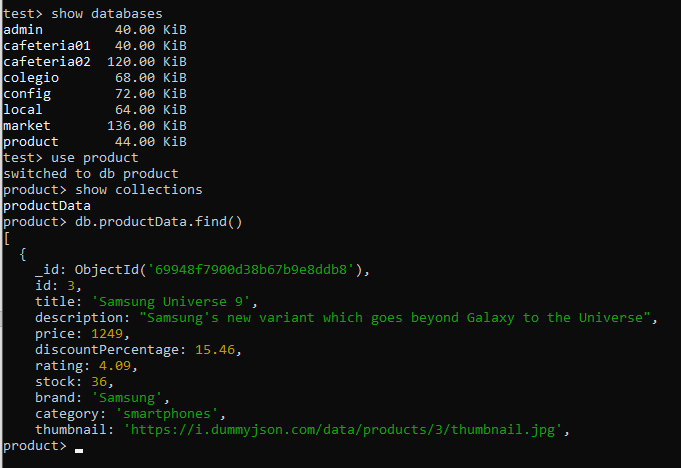 test> show databases
admin 40.00 KiB
cafeteria01 40.00 KiB
cafeteria02 120.00 KiB
colegio 68.00 KiB
config 72.00 KiB
local 64.00 KiB
market 136.00 KiB
product 44.00 KiB
test> use product
switched to db product
product> show collections
productData
product> db.productData.find()
[
{
_id: ObjectId('69948f7900d38b67b9e8ddb8'),
id: 3,
title: 'Samsung Universe 9',
description: "Samsung's new variant which goes beyond Galaxy to the Universe",
price: 1249,
discountPercentage: 15.46,
rating: 4.09,
stock: 36,
brand: 'Samsung',
category: 'smartphones',
thumbnail: 'https://i.dummyjson.com/data/products/3/thumbnail.jpg',
product>